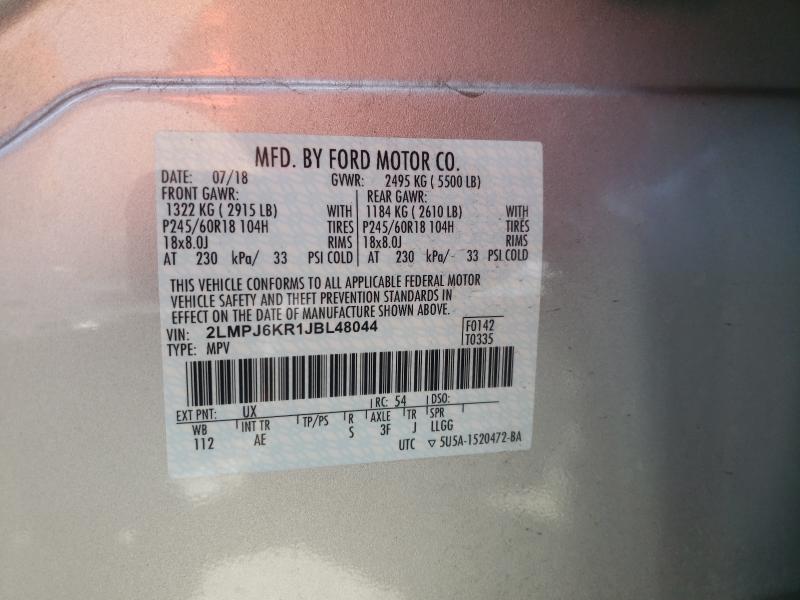 MFD. BY FORD MOTOR CO.
DATE: 07/18 GVWR: 2495 KG ( 5500 LB)
FRONT GAWR: REAR GAWR:
1322 KG ( 2915 LB) WITH 1184 KG ( 2610 LB) WITH
P245/60R18 104H TIRES P245/60R18 104H TIRES
18x8.0J RIMS 18x8.0J RIMS
AT 230 kPa/ 33 PSI COLD AT 230 kPa/ 33 PSI COLD
THIS VEHICLE CONFORMS TO ALL APPLICABLE FEDERAL MOTOR
VEHICLE SAFETY AND THEFT PREVENTION STANDARDS IN
EFFECT ON THE DATE OF MANUFACTURE SHOWN ABOVE.
VIN: 2LMPJ6KR1JBL48044 F0142
TYPE: MPV T0335
EXT PNT: UX RC: 54 DSO:
WB INT TR TP/PS R AXLE TR SPR
112 AE S 3F J LLGG
UTC ▽ 5U5A-1520472-BA